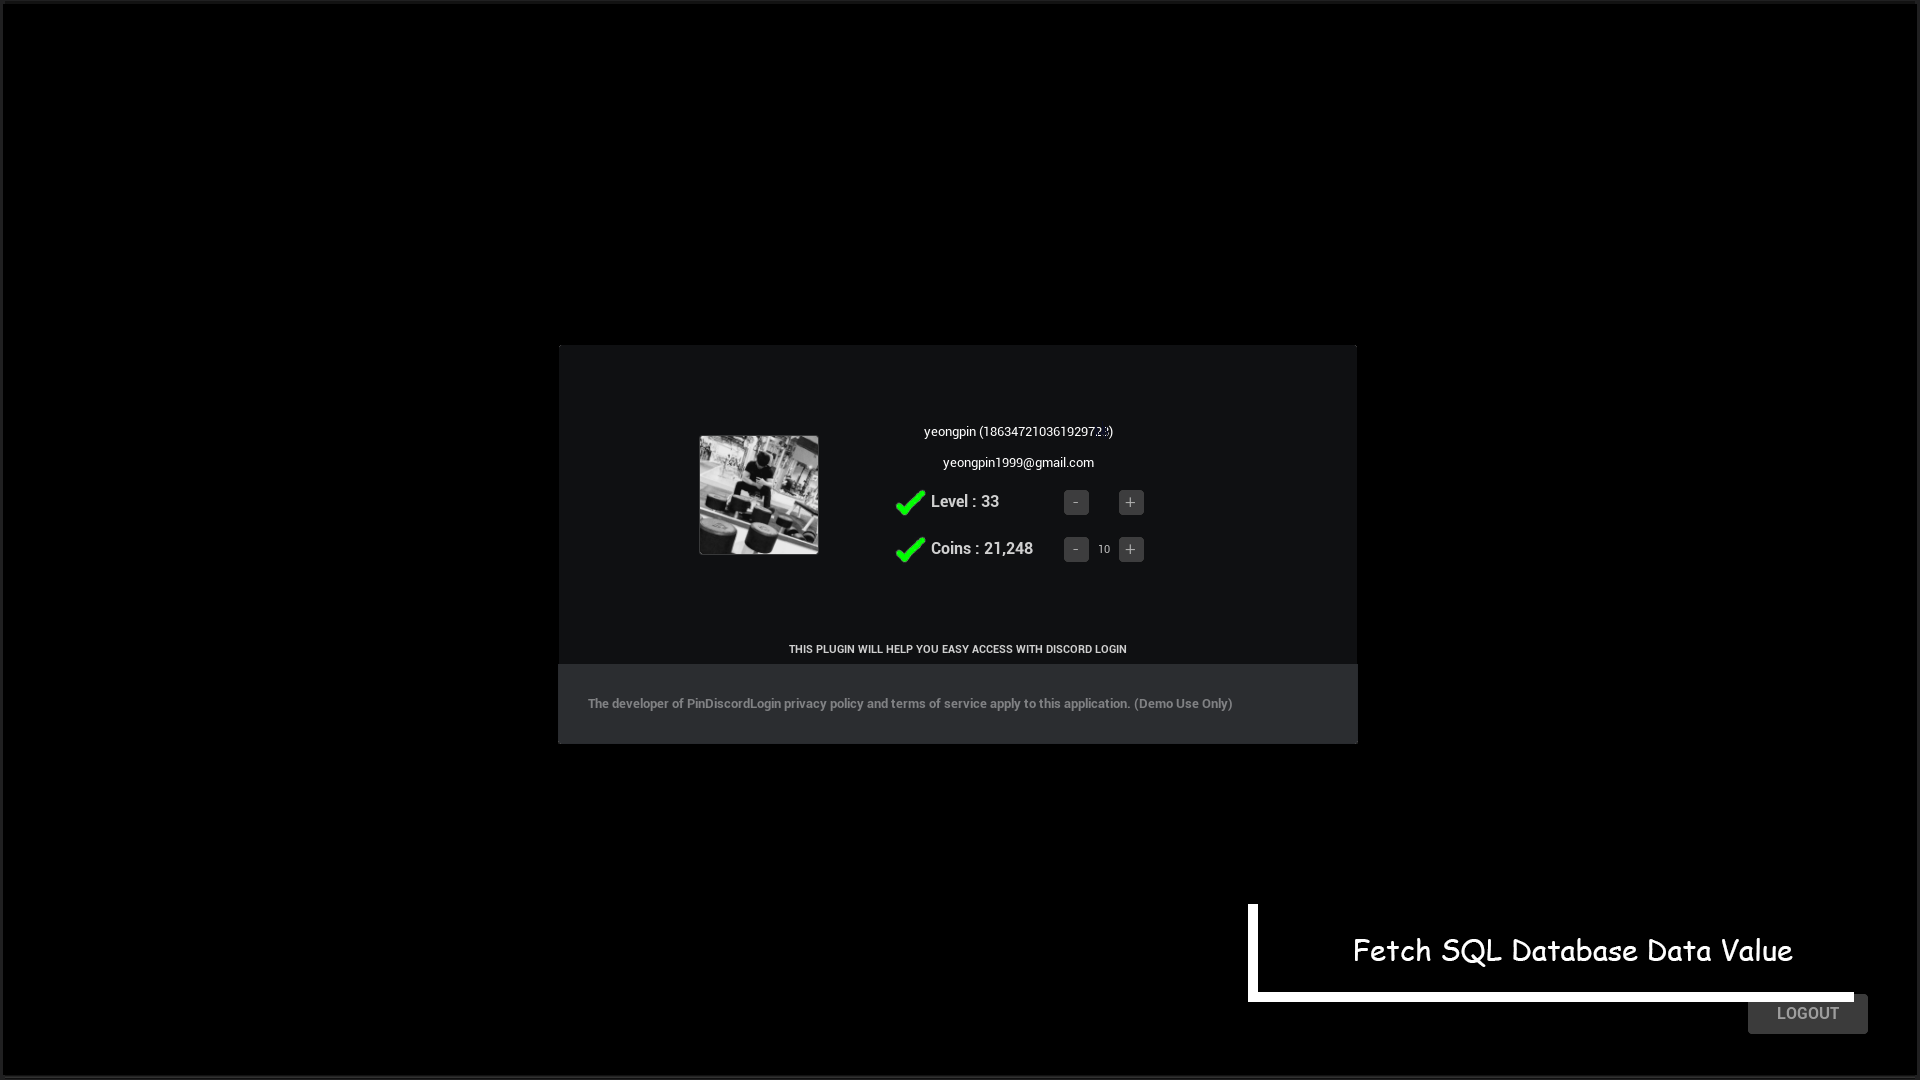 yeongpin
yeongpin1999@gmail.com
Level : 33 - +
Coins : 21,248 - 10 +
THIS PLUGIN WILL HELP YOU EASY ACCESS WITH DISCORD LOGIN
The developer of PinDiscordLogin privacy policy and terms of service apply to this application. (Demo Use Only)
Fetch SQL Database Data Value
LOGOUT